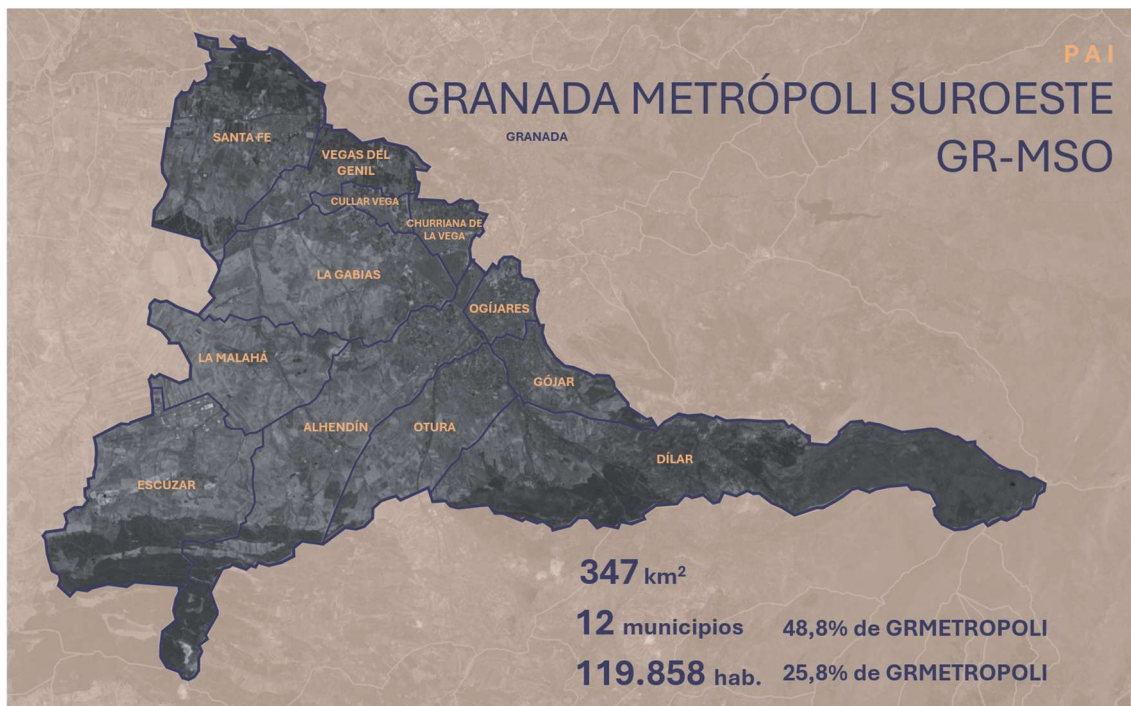 PAI
GRANADA METRÓPOLI SUROESTE
GRANADA
GR-MSO
SANTA FE
VEGAS DEL
GENIL
CULLAR VEGA
CHURRIANA DE
LA VEGA
LA GABIAS
OGÍJARES
LA MALAHÁ
GÓJAR
ALHENDÍN
OTURA
DÍLAR
ESCÚZAR
347 km²
12 municipios
48,8% de GRMETROPOLI
119.858 hab.
25,8% de GRMETROPOLI